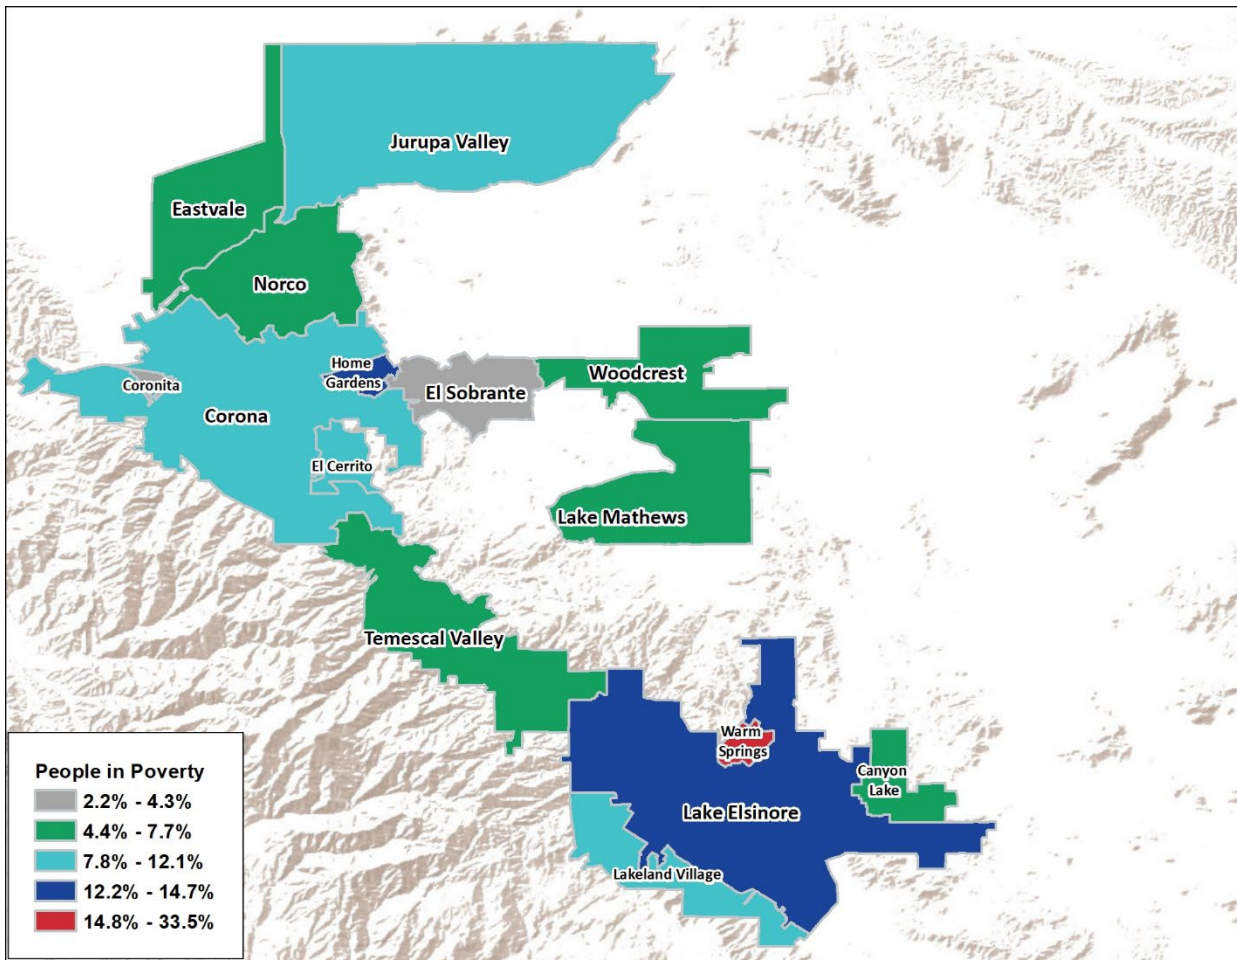 Jurupa Valley
Eastvale
Norco
Home
Gardens
Coronita
El Sobrante
Woodcrest
Corona
El Cerrito
Lake Mathews
Temescal Valley
Warm
Springs
Canyon
Lake
Lake Elsinore
Lakeland Village
People in Poverty
2.2% - 4.3%
4.4% - 7.7%
7.8% - 12.1%
12.2% - 14.7%
14.8% - 33.5%